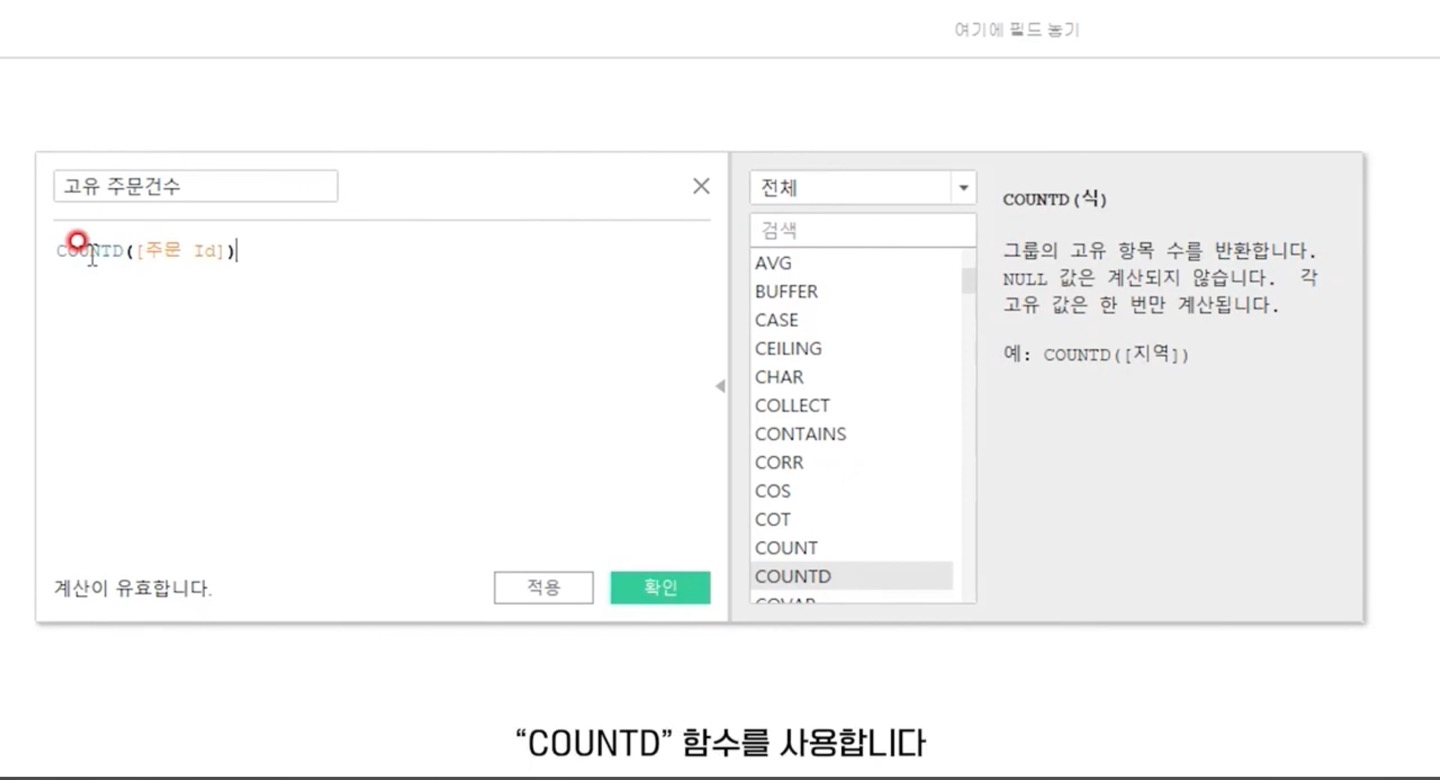 여기에 필드 놓기
고유 주문건수
COUNTD([주문 Id])
계산이 유효합니다.
적용
확인
전체
검색
AVG
BUFFER
CASE
CEILING
CHAR
COLLECT
CONTAINS
CORR
COS
COT
COUNT
COUNTD
COVAR
COUNTD(식)
그룹의 고유 항목 수를 반환합니다.
NULL 값은 계산되지 않습니다. 각
고유 값은 한 번만 계산됩니다.
예: COUNTD([지역])
“COUNTD” 함수를 사용합니다